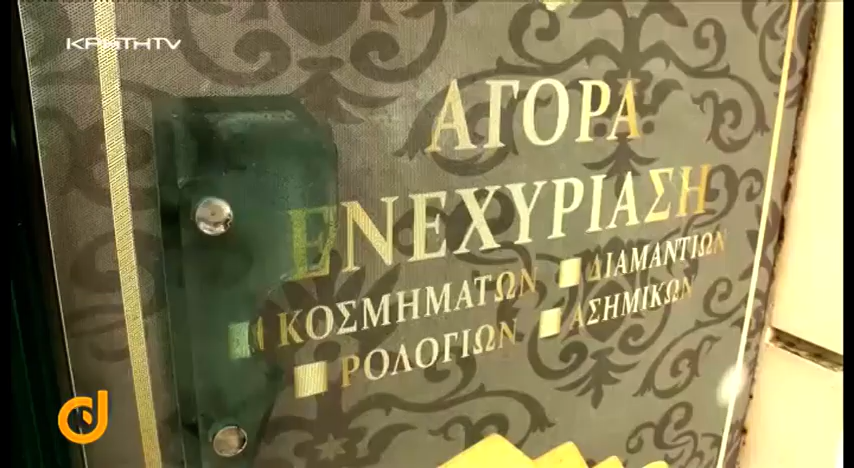 ΚΡΗΤΗTV
ΑΓΟΡΑ
ΕΝΕΧΥΡΙΑΣΗ
ΚΟΣΜΗΜΑΤΩΝ ΔΙΑΜΑΝΤΙΩΝ
ΡΟΛΟΓΙΩΝ ΑΣΗΜΙΚΩΝ